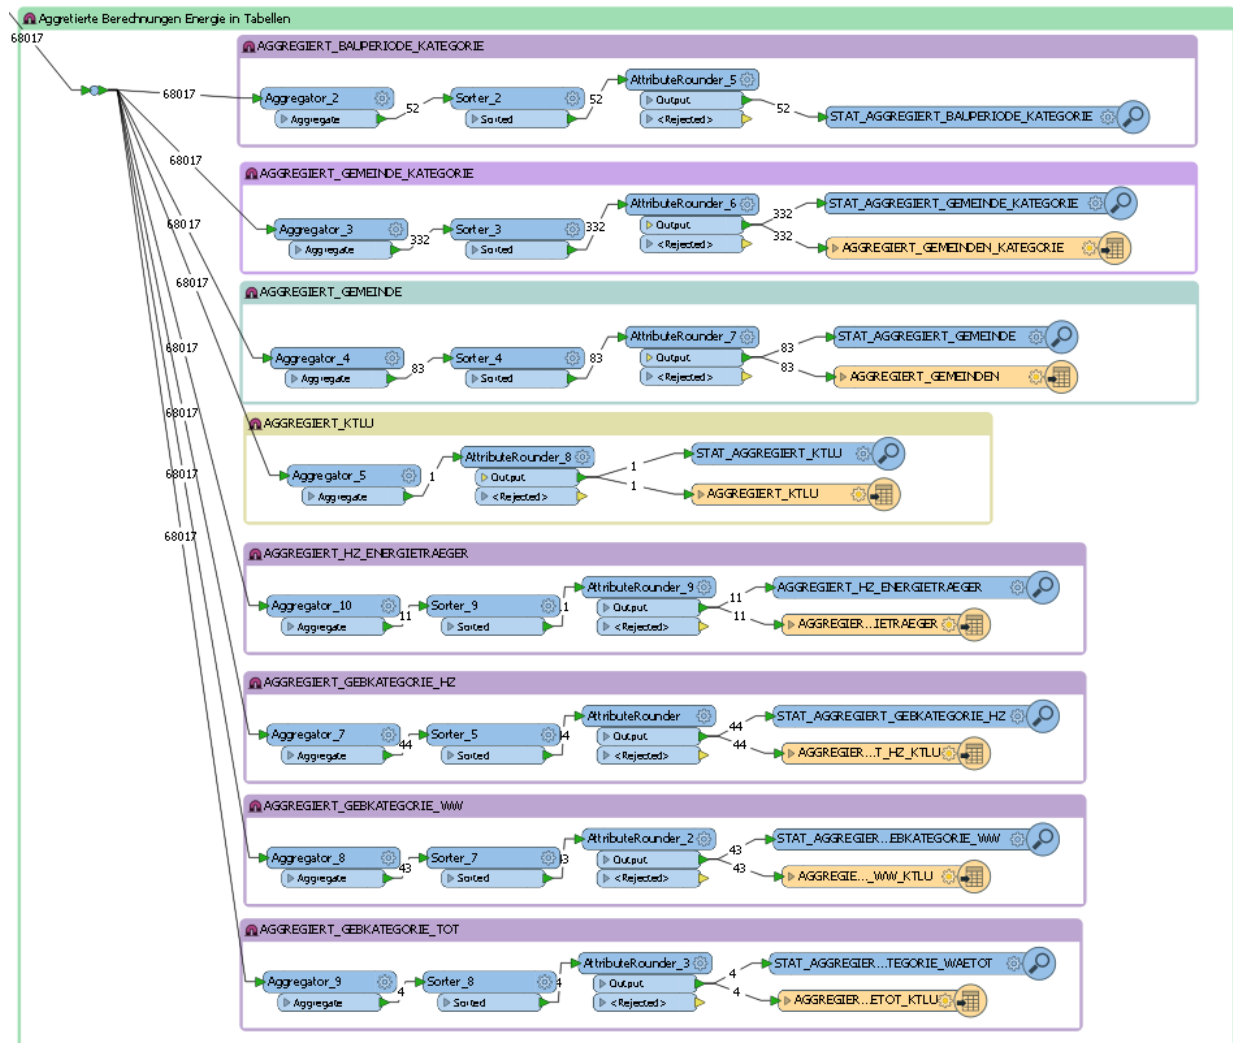 Aggretierte Berechnungen Energie in Tabellen
68017
AGGREGIERT_BAUPERIODE_KATEGORIE
68017
Aggregator_2
Aggregate
52
Sorter_2
Sorted
52
AttributeRounder_5
Output
<Rejected>
52
STAT_AGGREGIERT_BAUPERIODE_KATEGORIE
68017
AGGREGIERT_GEMEINDE_KATEGORIE
Aggregator_3
Aggregate
332
Sorter_3
Sorted
332
AttributeRounder_6
Output
<Rejected>
332
332
STAT_AGGREGIERT_GEMEINDE_KATEGORIE
AGGREGIERT_GEMEINDEN_KATEGORIE
68017
68017
AGGREGIERT_GEMEINDE
Aggregator_4
Aggregate
83
Sorter_4
Sorted
83
AttributeRounder_7
Output
<Rejected>
83
83
STAT_AGGREGIERT_GEMEINDE
AGGREGIERT_GEMEINDEN
68017
68017
AGGREGIERT_KTLU
Aggregator_5
Aggregate
1
AttributeRounder_8
Output
<Rejected>
1
1
STAT_AGGREGIERT_KTLU
AGGREGIERT_KTLU
68017
68017
AGGREGIERT_HZ_ENERGIETRAEGER
Aggregator_10
Aggregate
11
Sorter_9
Sorted
AttributeRounder_9
Output
<Rejected>
11
11
AGGREGIERT_HZ_ENERGIETRAEGER
AGGREGIER...IETRAEGER
AGGREGIERT_GEBKATEGORIE_HZ
Aggregator_7
Aggregate
44
Sorter_5
Sorted
AttributeRounder
Output
<Rejected>
44
44
STAT_AGGREGIERT_GEBKATEGORIE_HZ
AGGREGIER...T_HZ_KTLU
AGGREGIERT_GEBKATEGORIE_WW
Aggregator_8
Aggregate
43
Sorter_7
Sorted
AttributeRounder_2
Output
<Rejected>
43
43
STAT_AGGREGIER...EBKATEGORIE_WW
AGGREGIE..._WW_KTLU
AGGREGIERT_GEBKATEGORIE_TOT
Aggregator_9
Aggregate
4
Sorter_8
Sorted
4
AttributeRounder_3
Output
<Rejected>
4
4
STAT_AGGREGIER...TEGORIE_WAETOT
AGGREGIER...ETOT_KTLU